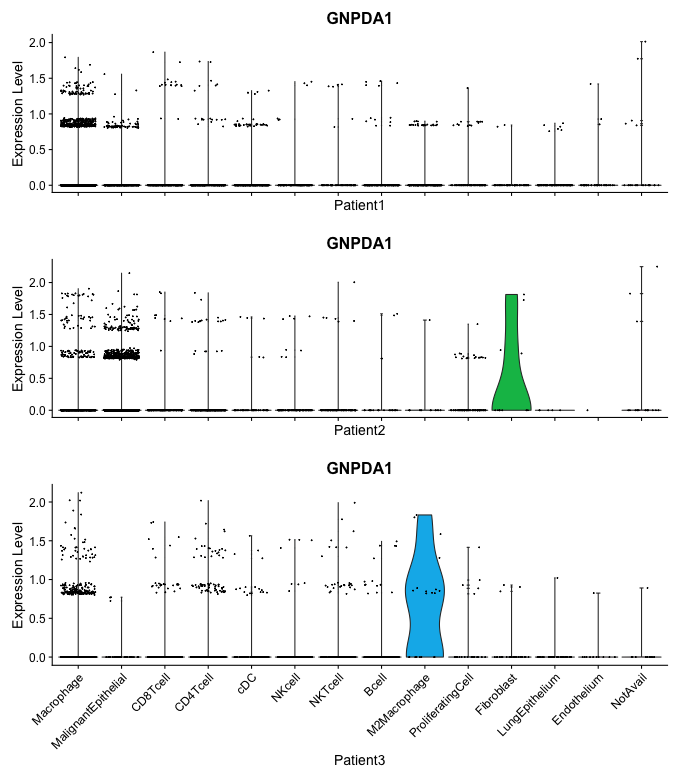 GNPDA1
Expression Level
2.0
1.5
1.0
0.5
0.0
Patient1
GNPDA1
Expression Level
2.0
1.5
1.0
0.5
0.0
Patient2
GNPDA1
Expression Level
2.0
1.5
1.0
0.5
0.0
Macrophage
MalignantEpithelial
CD8Tcell
CD4Tcell
cDC
NKcell
NKTcell
Bcell
M2Macrophage
ProliferatingCell
Fibroblast
LungEpithelium
Endothelium
NotAvail
Patient3